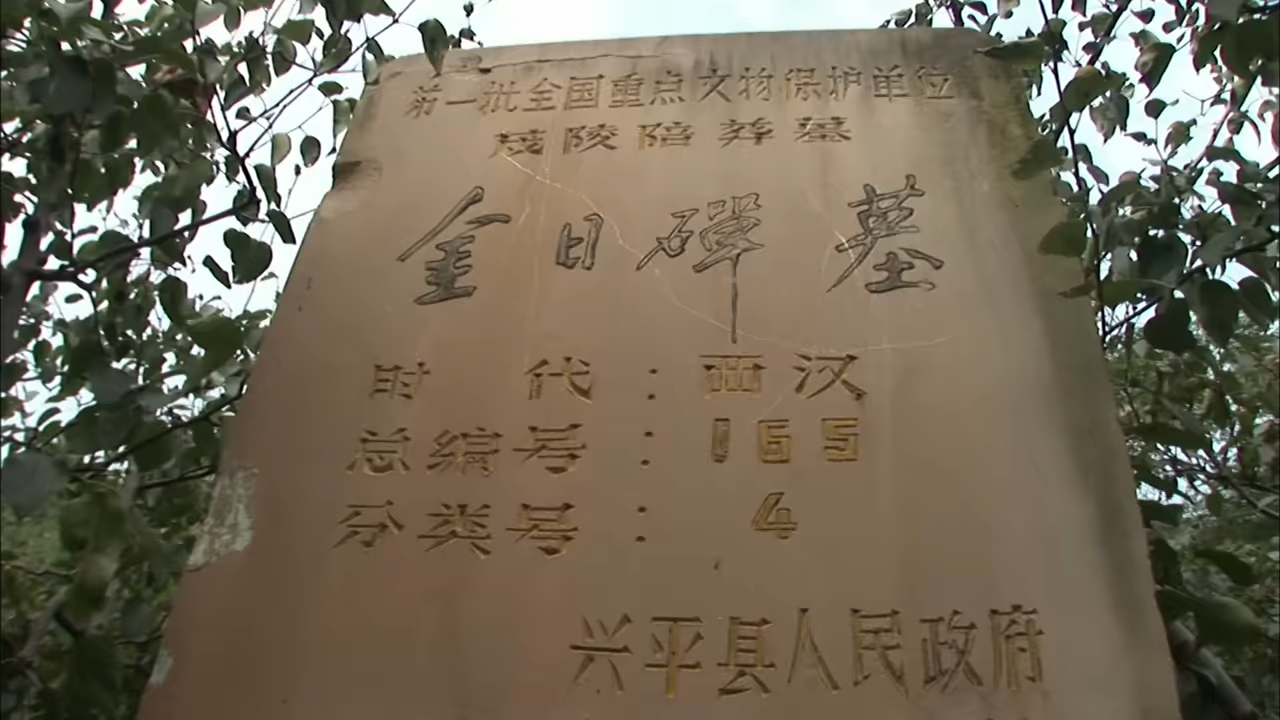 第一批全国重点文物保护单位
茂陵陪葬墓
金日磾墓
时代：西汉
总编号：165
分类号：4
兴平县人民政府